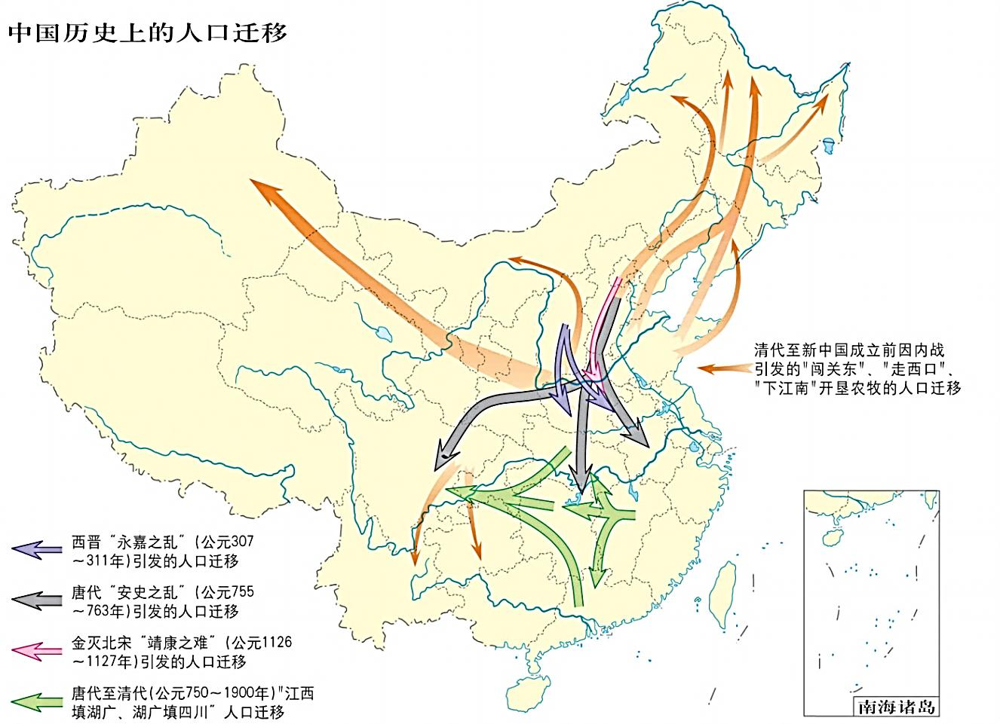 中国历史上的人口迁移
清代至新中国成立前因内战
引发的"闯关东"、"走西口"、
"下江南"开垦农牧的人口迁移
西晋“永嘉之乱”(公元307
～311年)引发的人口迁移
唐代“安史之乱”(公元755
～763年)引发的人口迁移
金灭北宋“靖康之难”(公元1126
～1127年)引发的人口迁移
唐代至清代(公元750～1900年)"江西
填湖广、湖广填四川”人口迁移
南海诸岛